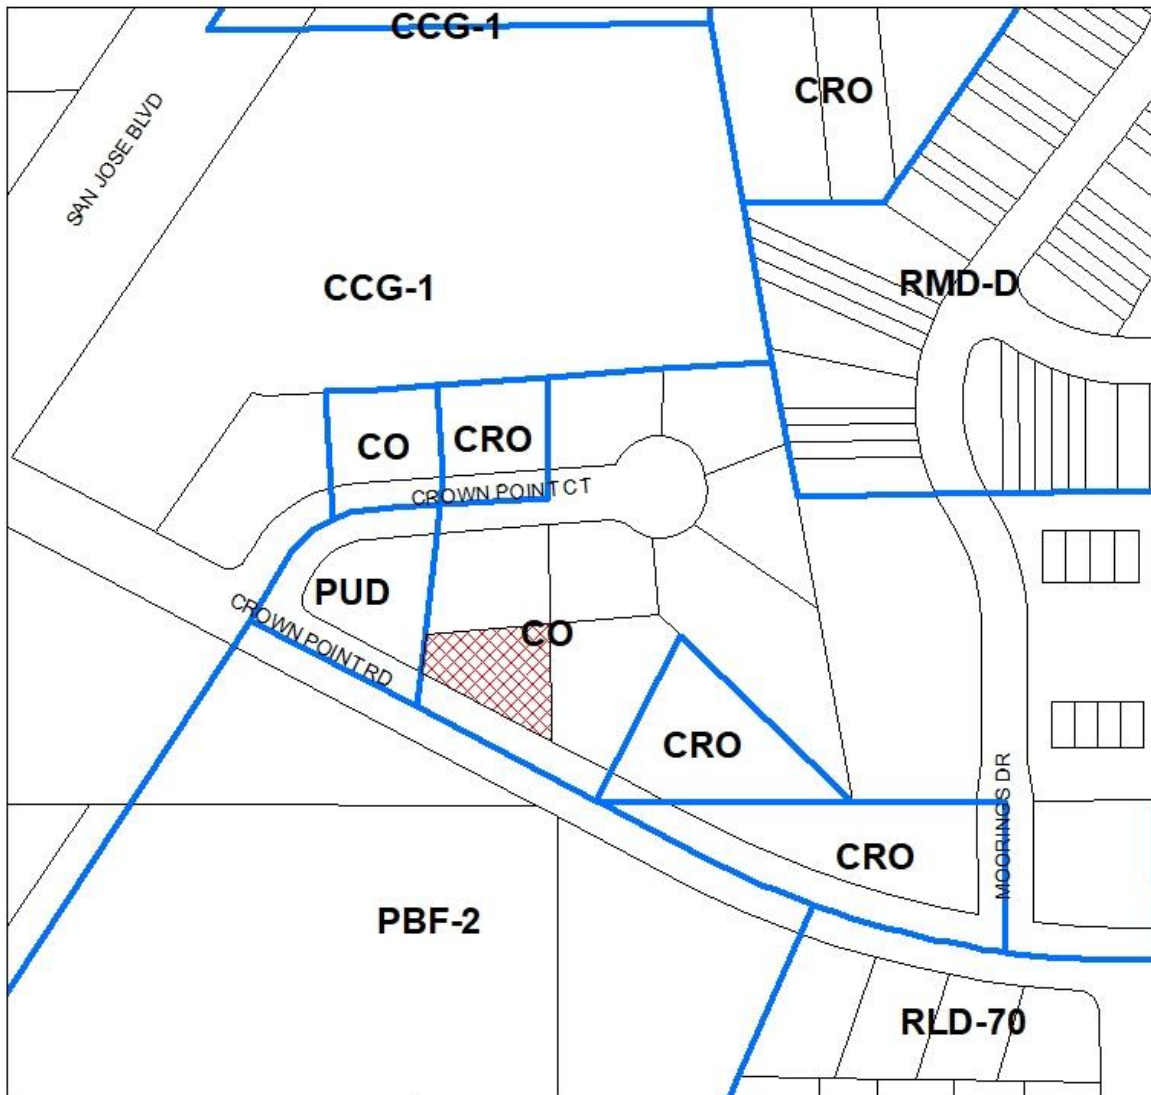 CCG-1
CRO
SAN JOSE BLVD
CCG-1
RMD-D
CO
CRO
CROWN POINT CT
PUD
CROWN POINT RD
CO
CRO
MOORINGS DR
CRO
PBF-2
RLD-70